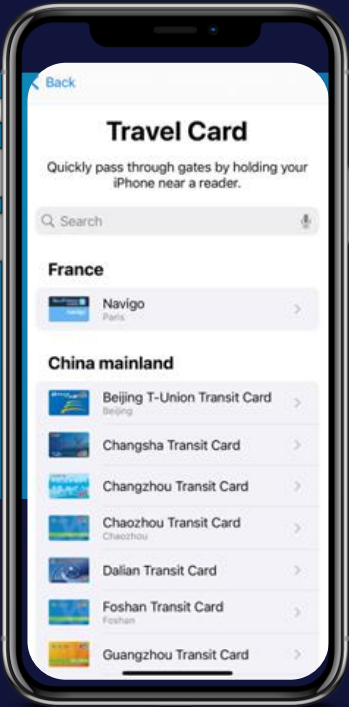 Back
Travel Card
Quickly pass through gates by holding your
iPhone near a reader.
Search
France
Navigo
Paris
China mainland
Beijing T-Union Transit Card
Beijing
Changsha Transit Card
Changzhou Transit Card
Chaozhou Transit Card
Chaozhou
Dalian Transit Card
Foshan Transit Card
Foshan
Guangzhou Transit Card